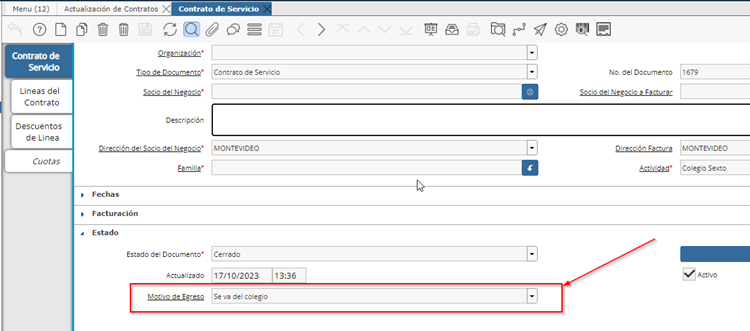 Menu (12) Actualización de Contratos Contrato de Servicio
Contrato de Servicio
Lineas del Contrato
Descuentos de Linea
Cuotas
Organización*
Tipo de Documento* Contrato de Servicio No. del Documento 1679
Socio del Negocio* Socio del Negocio a Facturar
Descripción
Dirección del Socio del Negocio* MONTEVIDEO Dirección Factura MONTEVIDEO
Familia* Actividad* Colegio Sexto
Fechas
Facturación
Estado
Estado del Documento* Cerrado
Actualizado 17/10/2023 13:36 Activo
Motivo de Egreso Se va del colegio